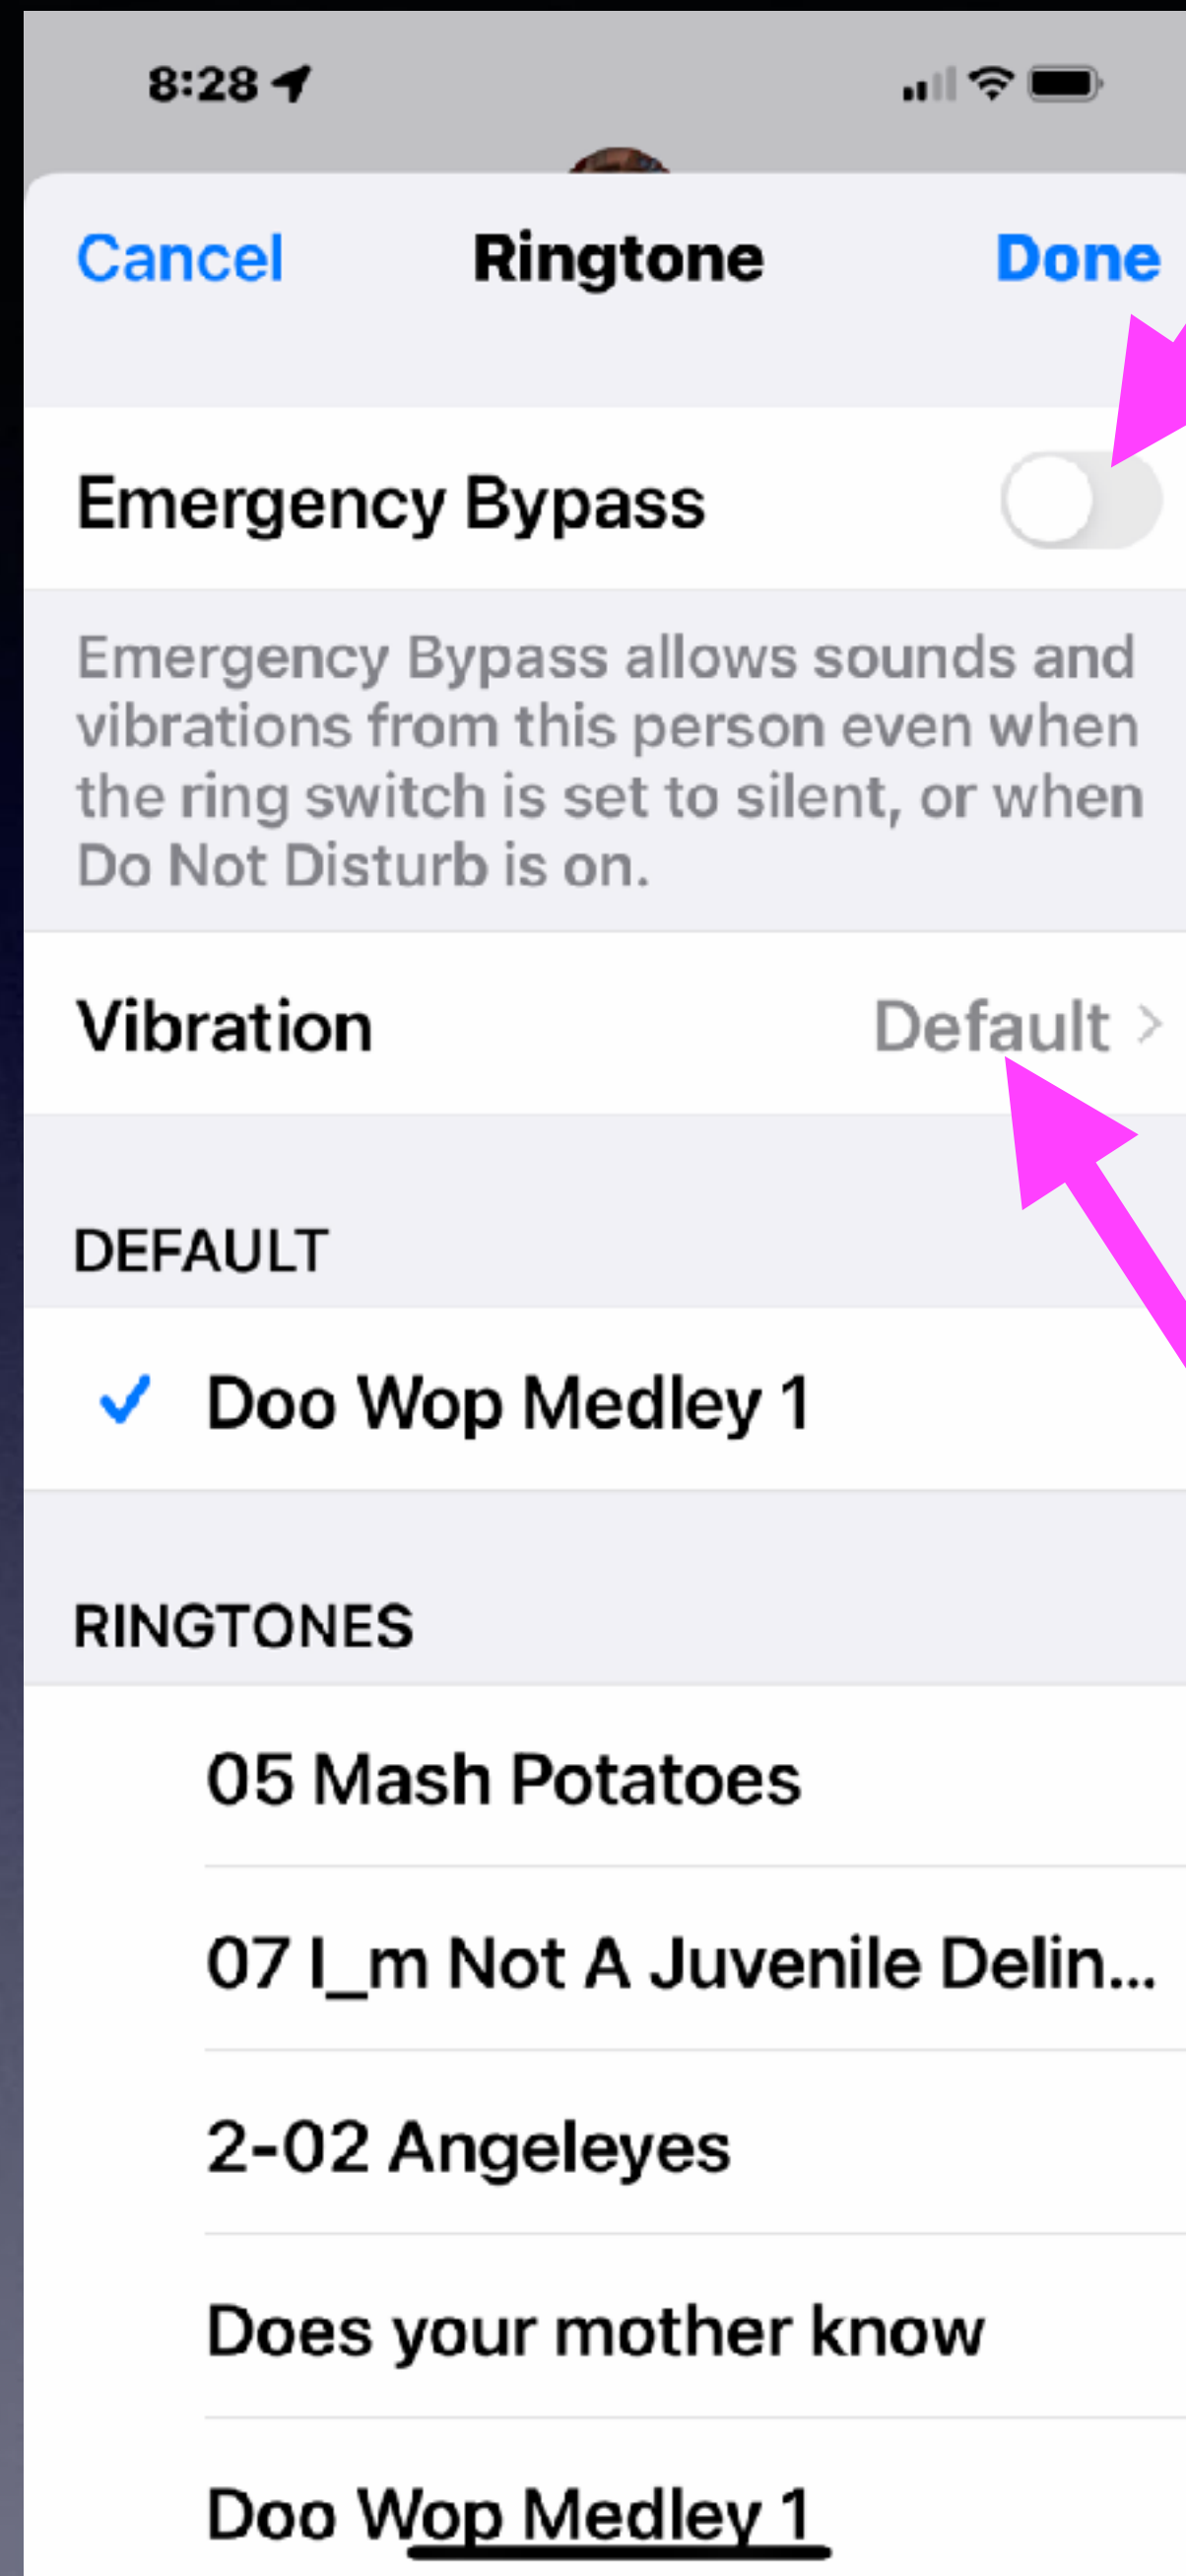 8:28
Cancel Ringtone Done
Emergency Bypass
Emergency Bypass allows sounds and
vibrations from this person even when
the ring switch is set to silent, or when
Do Not Disturb is on.
Vibration Default
DEFAULT
Doo Wop Medley 1
RINGTONES
05 Mash Potatoes
07 I_m Not A Juvenile Delin...
2-02 Angeleyes
Does your mother know
Doo Wop Medley 1